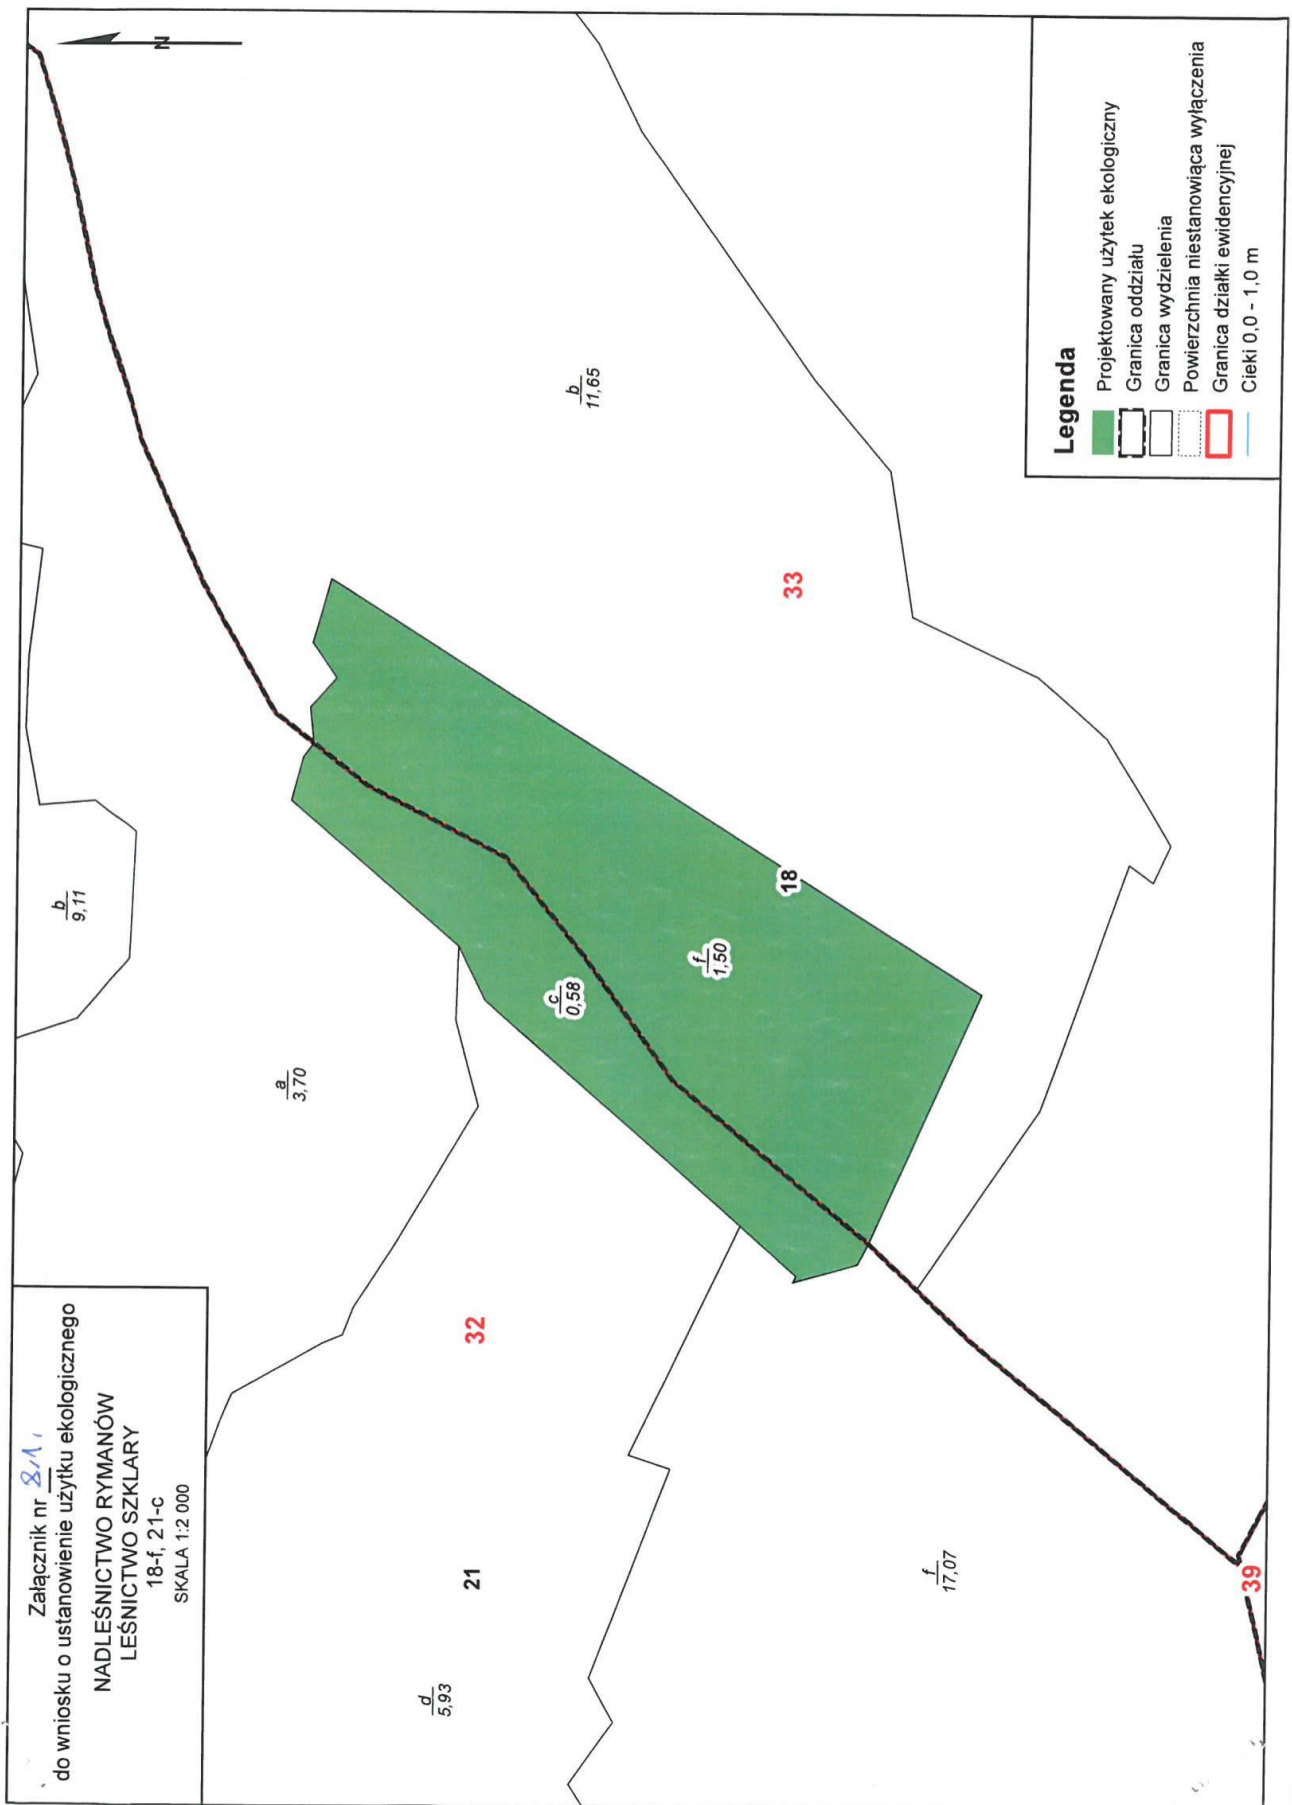 Załącznik nr 8.1.
do wniosku o ustanowienie użytku ekologicznego
NADLEŚNICTWO RYMANÓW
LEŚNICTWO SZKLARY
18-f, 21-c
SKALA 1:2 000
N
b
9,11
a
3,70
b
11,65
c
0,58
f
1,50
18
33
32
21
d
5,93
f
17,07
39
Legenda
Projektowany użytek ekologiczny
Granica oddziału
Granica wydzielenia
Powierzchnia niestanowiąca wyłączenia
Granica działki ewidencyjnej
Cieki 0,0 - 1,0 m